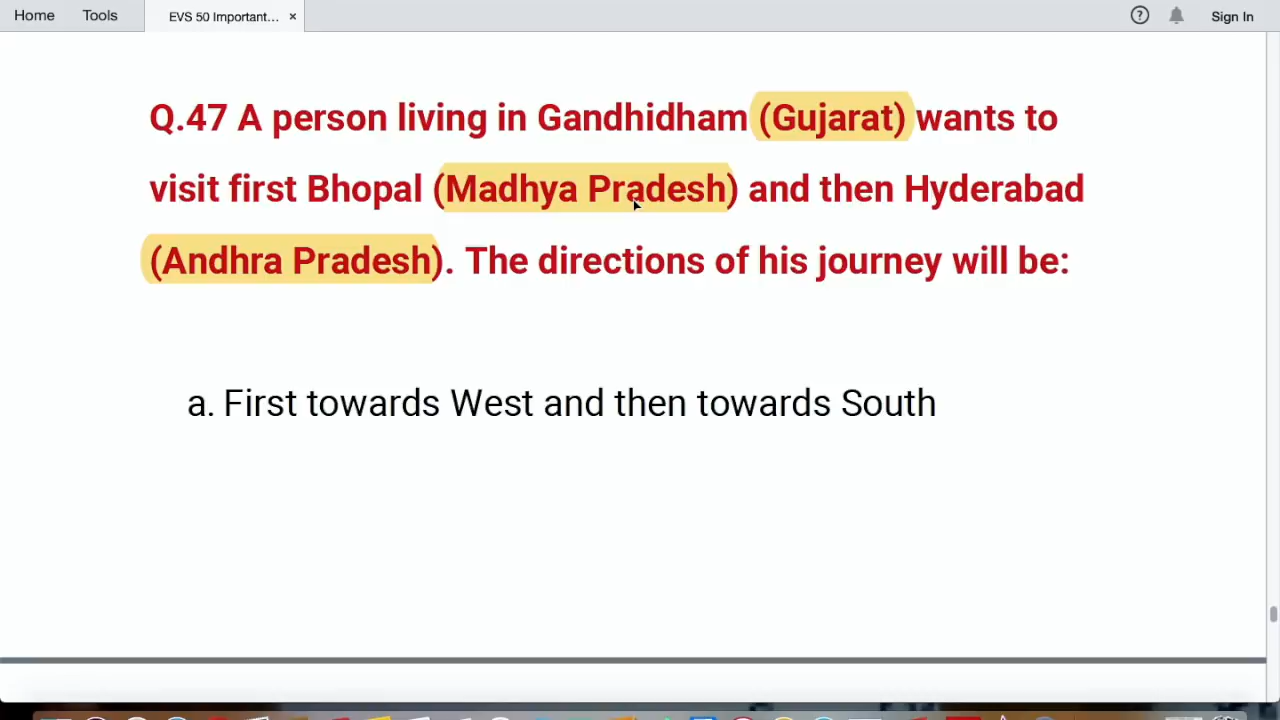 Home Tools EVS 50 Important... × ? Sign In
Q.47 A person living in Gandhidham (Gujarat) wants to
visit first Bhopal (Madhya Pradesh) and then Hyderabad
(Andhra Pradesh). The directions of his journey will be:
a. First towards West and then towards South